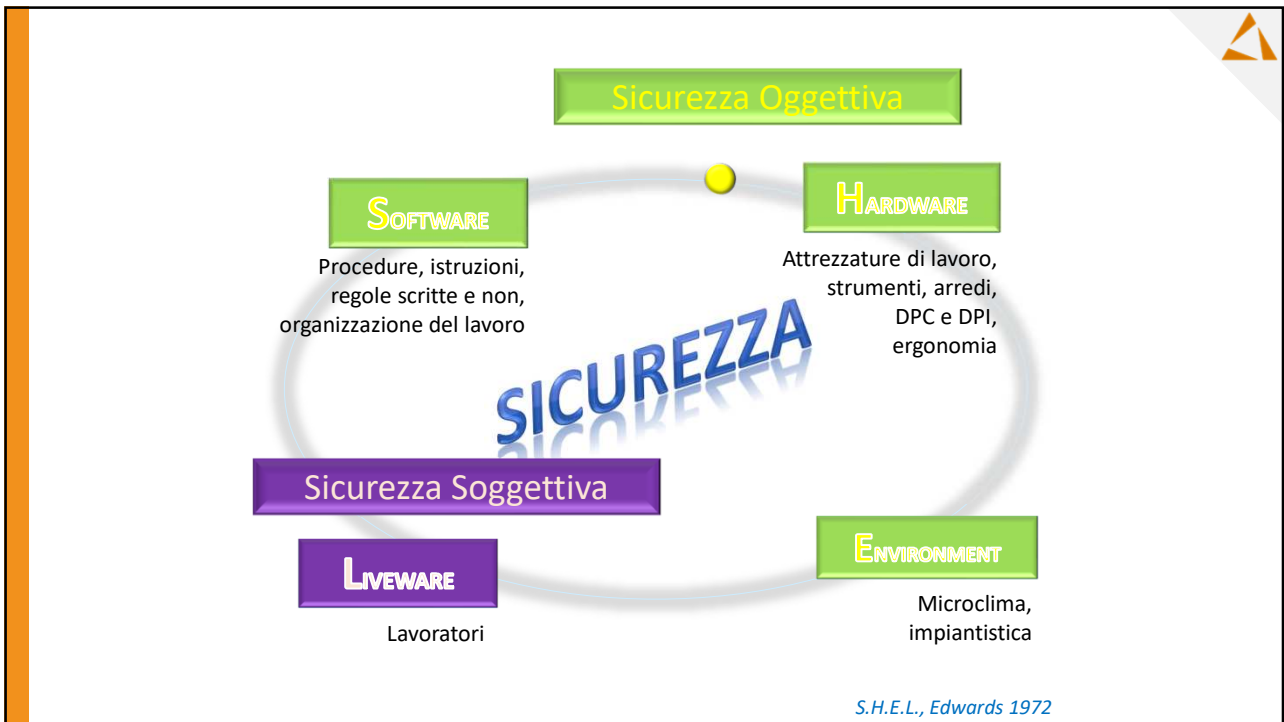 Sicurezza Oggettiva
SOFTWARE
Procedure, istruzioni,
regole scritte e non,
organizzazione del lavoro
HARDWARE
Attrezzature di lavoro,
strumenti, arredi,
DPC e DPI,
ergonomia
SICUREZZA
Sicurezza Soggettiva
LIVEWARE
Lavoratori
ENVIRONMENT
Microclima,
impiantistica
S.H.E.L., Edwards 1972